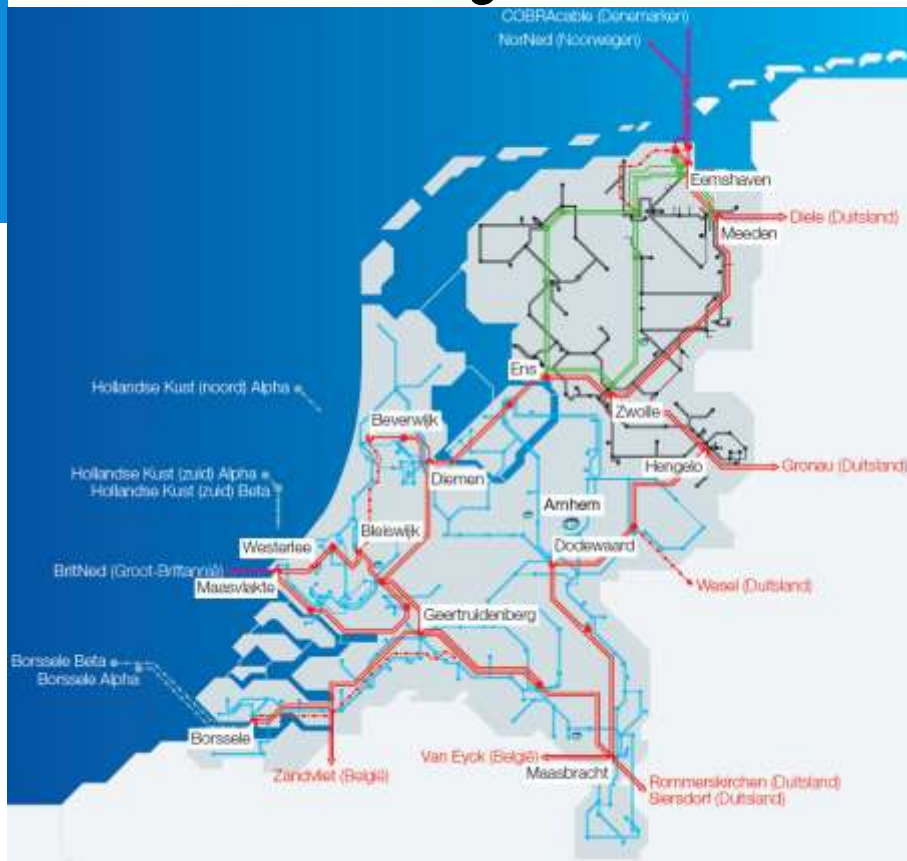 COBRAcable (Denemarken)
NorNed (Noorwegen)
Eemshaven
Diele (Duitsland)
Meeden
Ens
Hollandse Kust (noord) Alpha
Zwolle
Beverwijk
Hengelo
Gronau (Duitsland)
Diemen
Hollandse Kust (zuid) Alpha
Hollandse Kust (zuid) Beta
Arnhem
Bleiswijk
Westerlee
Dodewaard
BritNed (Groot-Brittannië)
Maasvlakte
Wesel (Duitsland)
Geertruidenberg
Borssele Beta
Borssele Alpha
Borssele
Van Eyck (België)
Zandvliet (België)
Maasbracht
Rommerskirchen (Duitsland)
Siersdorf (Duitsland)